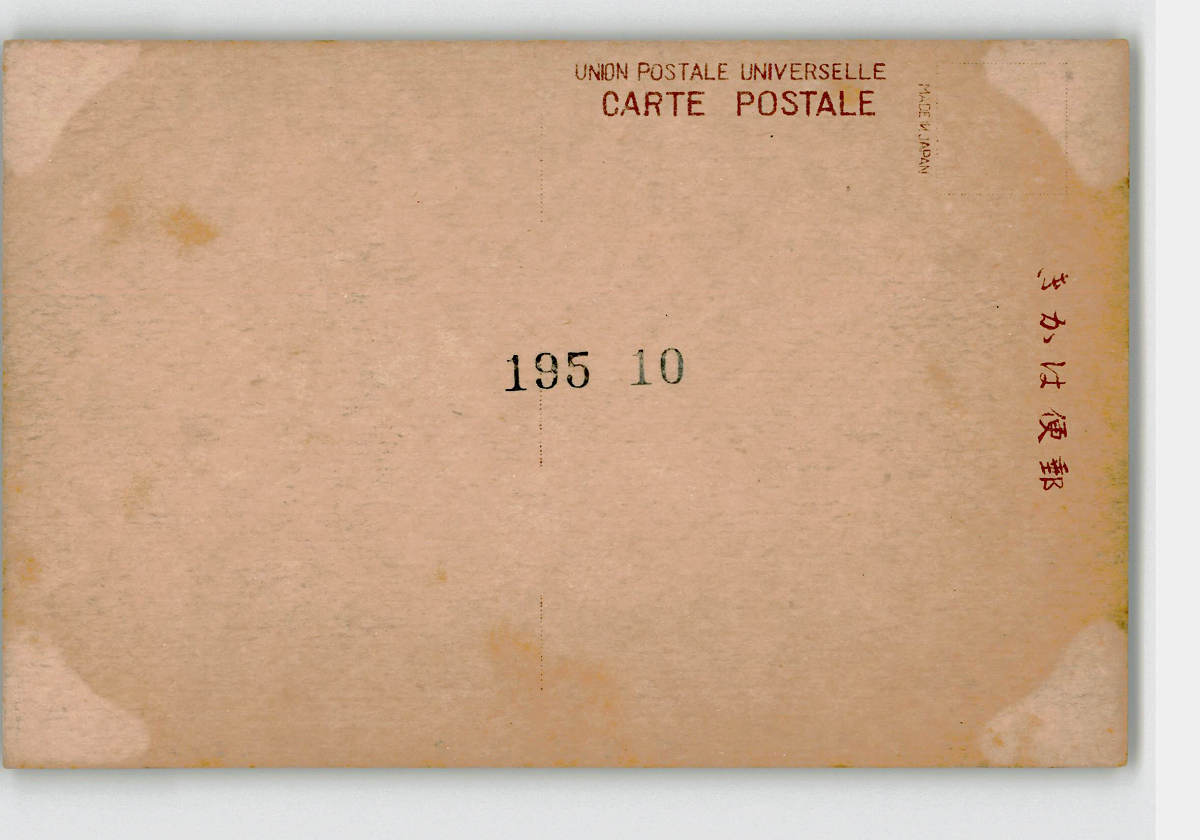 UNION POSTALE UNIVERSELLE
CARTE POSTALE
MADE IN JAPAN
195 10
きかは便郵